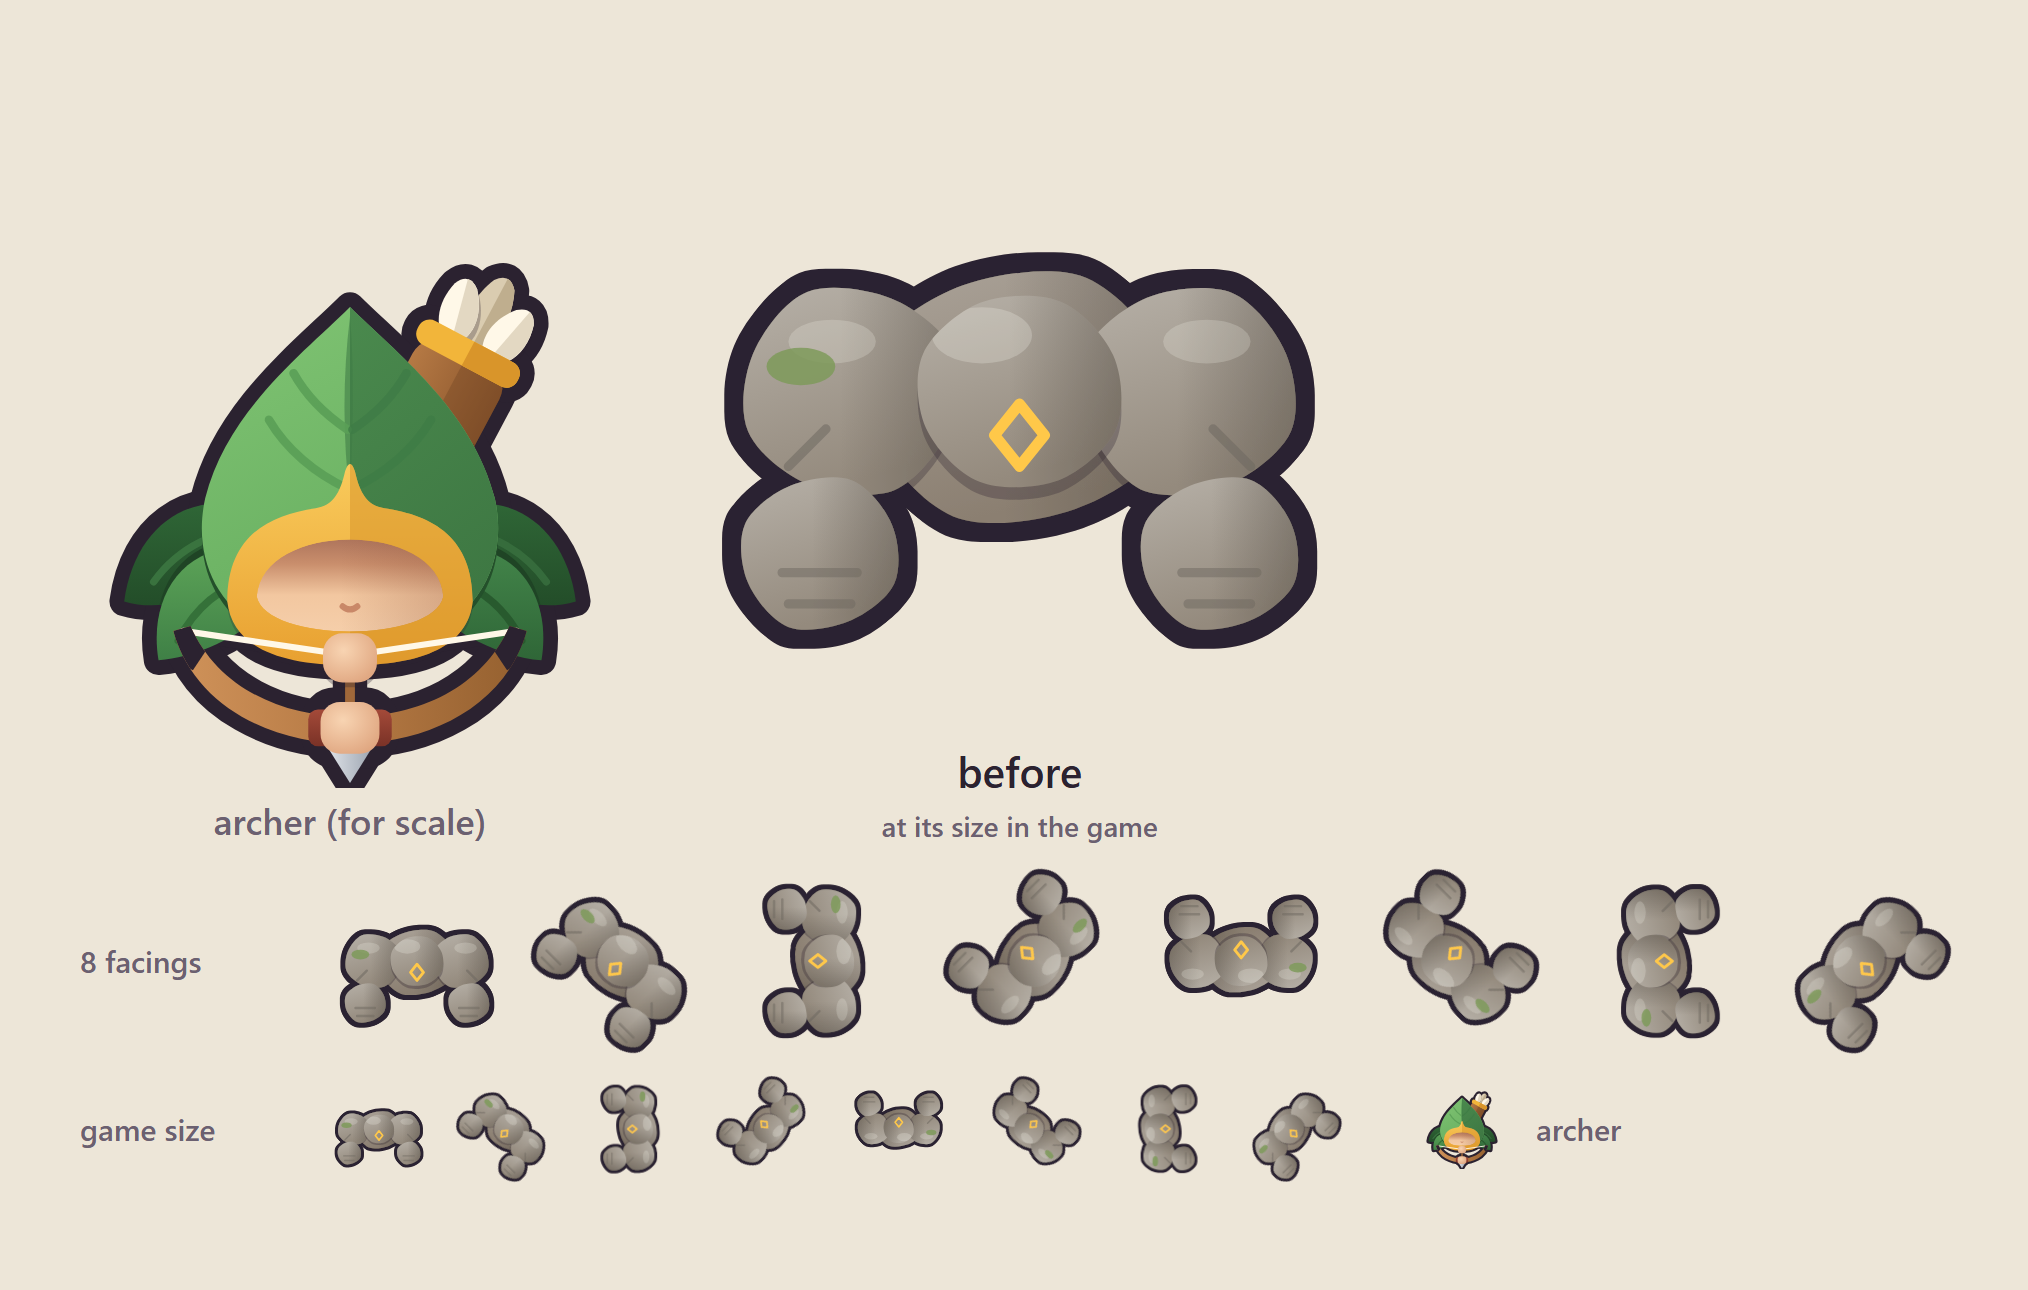 before
archer (for scale)
at its size in the game
8 facings
game size
archer